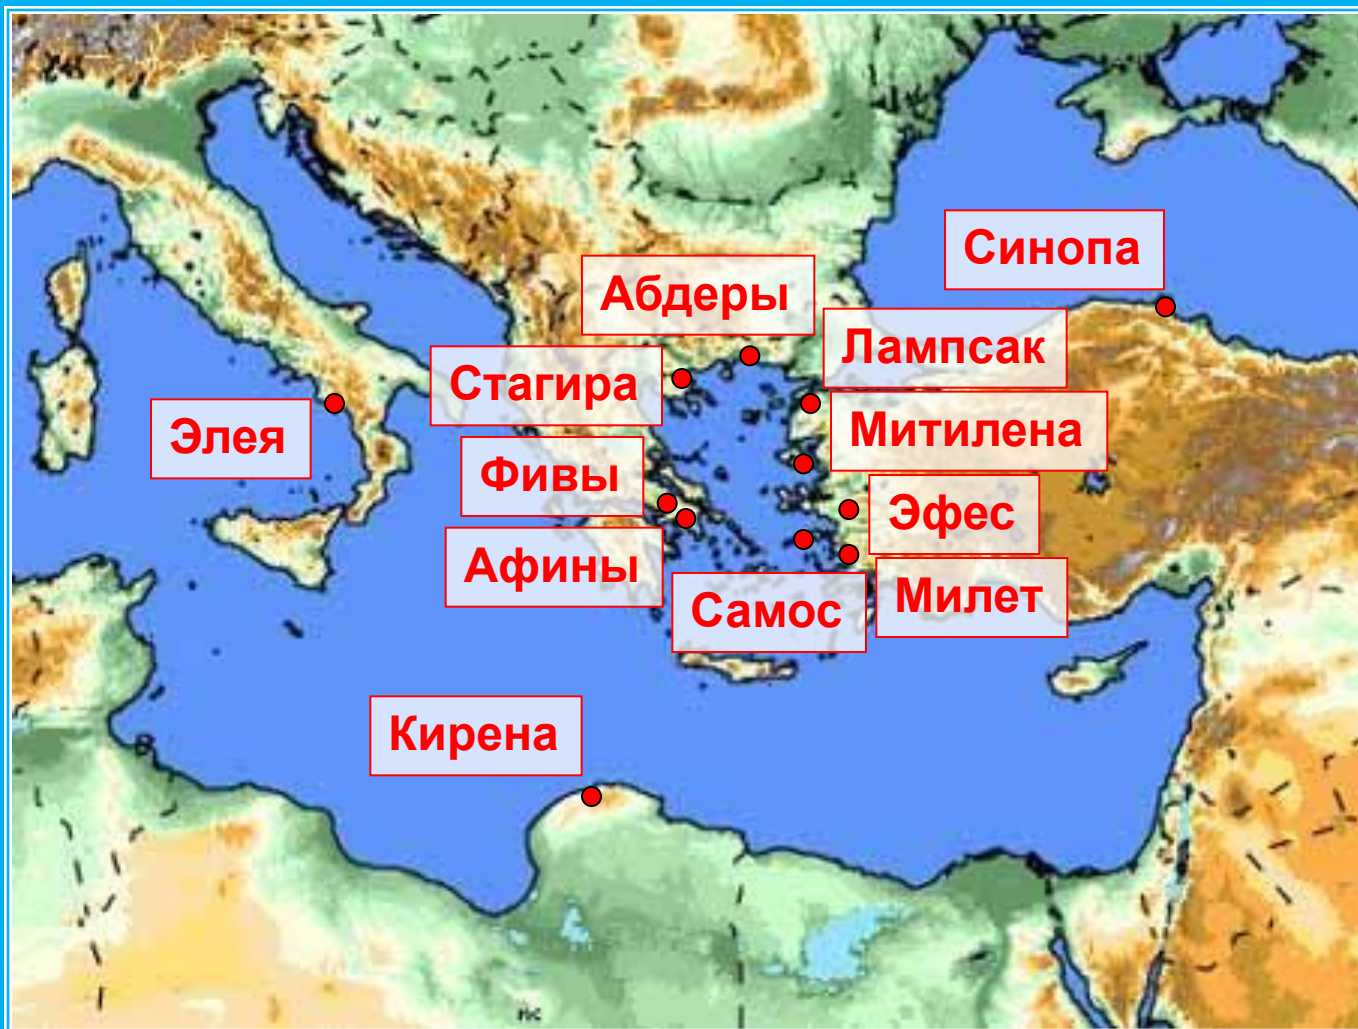 Синопа
Абдеры
Лампсак
Стагира
Элея
Митилена
Фивы
Эфес
Афины
Самос
Милет
Кирена